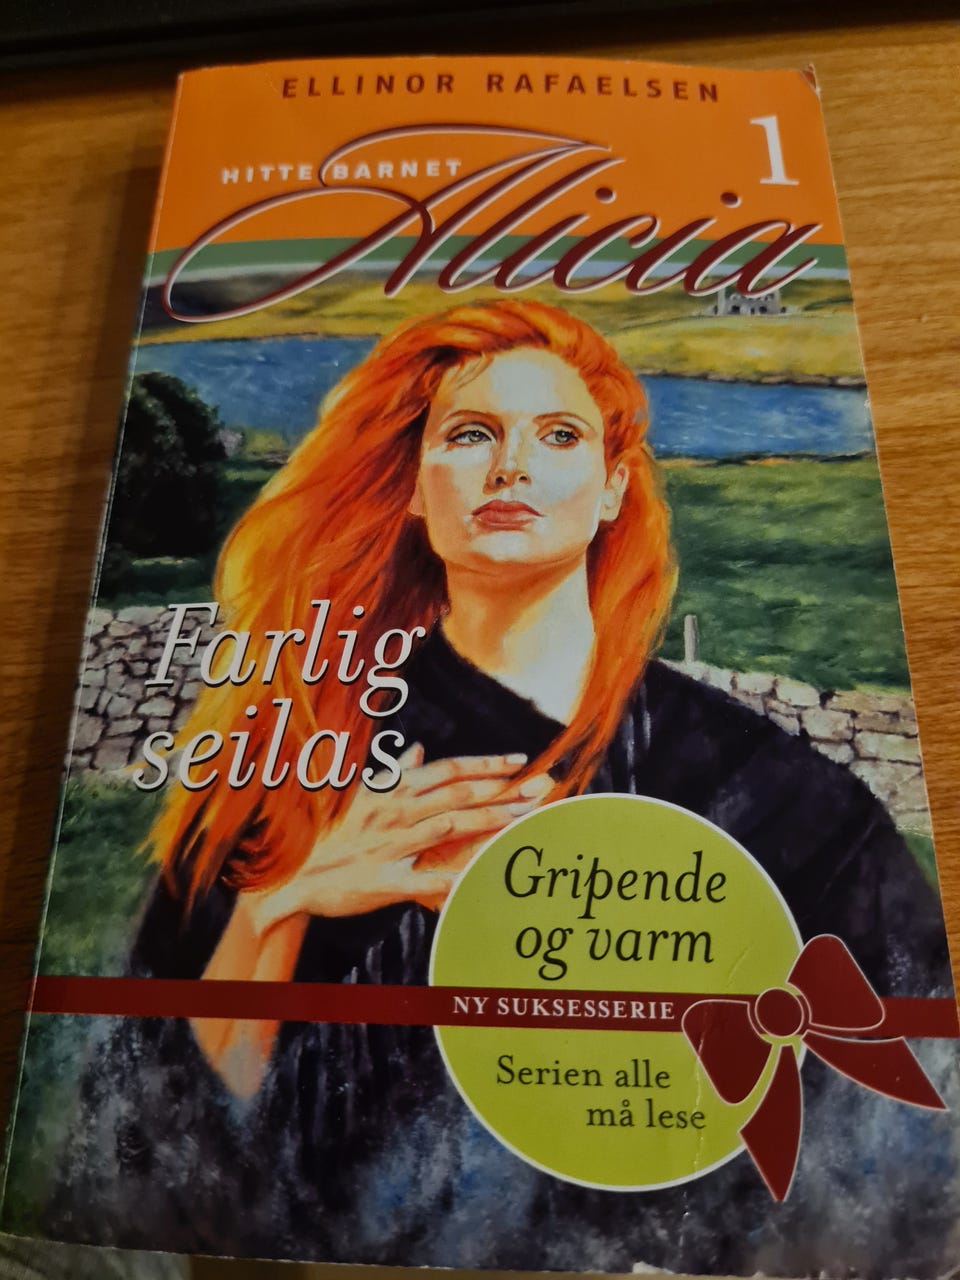 ELLINOR RAFAELSEN
1
HITTEBARNET
Alicia
Farlig
seilas
Gripende
og varm
NY SUKSESSERIE
Serien alle
må lese